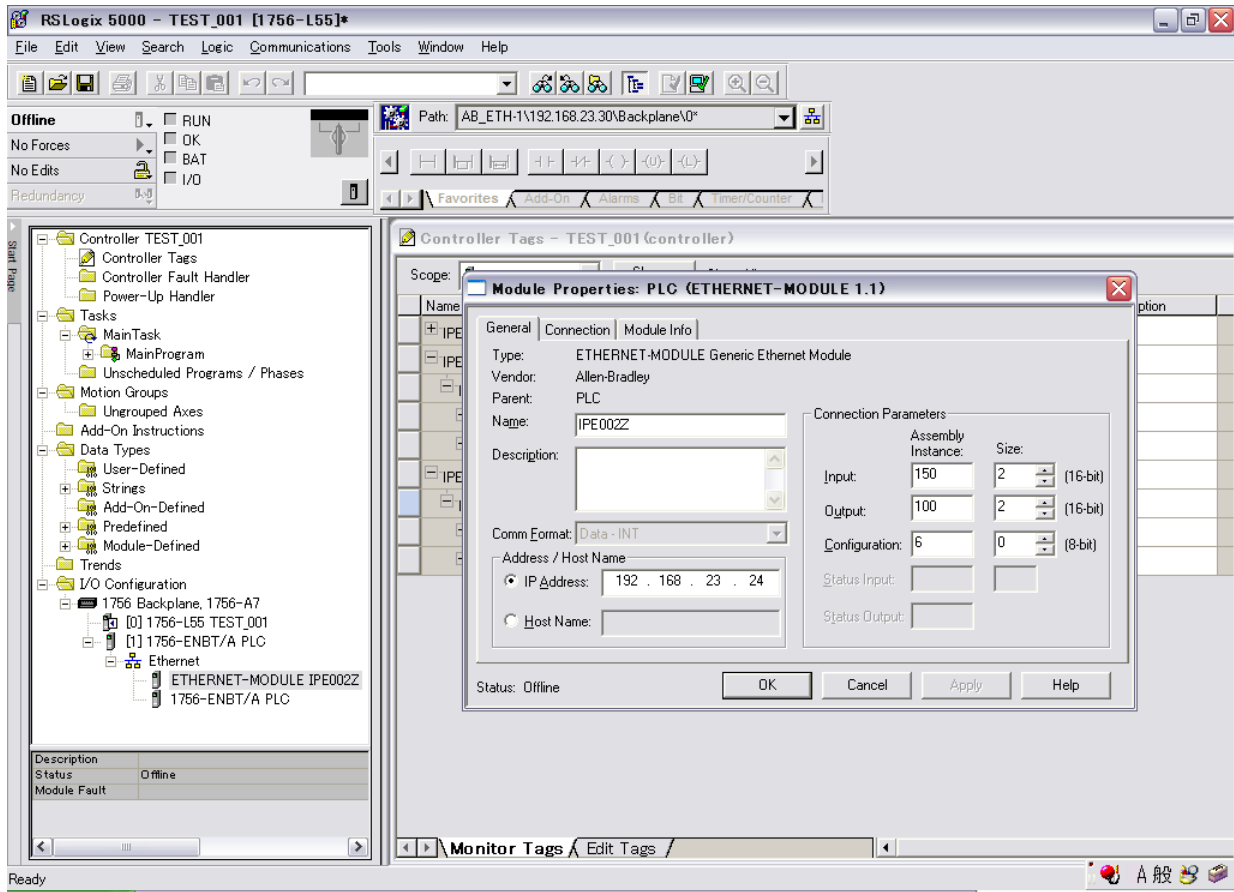 RSLogix 5000 - TEST_001 [1756-L55]*
File Edit View Search Logic Communications Tools Window Help
Offline
RUN
No Forces
OK
No Edits
BAT
Redundancy
I/O
Path: AB_ETH-1\192.168.23.30\Backplane\0*
Favorites Add-On Alarms Bit Timer/Counter
Start Page
Controller TEST_001
Controller Tags
Controller Fault Handler
Power-Up Handler
Tasks
MainTask
MainProgram
Unscheduled Programs / Phases
Motion Groups
Ungrouped Axes
Add-On Instructions
Data Types
User-Defined
Strings
Add-On-Defined
Predefined
Module-Defined
Trends
I/O Configuration
1756 Backplane, 1756-A7
[0] 1756-L55 TEST_001
[1] 1756-ENBT/A PLC
Ethernet
ETHERNET-MODULE IPE002Z
1756-ENBT/A PLC
Description
Status Offline
Module Fault
Controller Tags - TEST_001(controller)
Scope:
Name
IPE
IPE
IPE
Module Properties: PLC (ETHERNET-MODULE 1.1)
General Connection Module Info
Type: ETHERNET-MODULE Generic Ethernet Module
Vendor: Allen-Bradley
Parent: PLC
Name: IPE002Z
Description:
Comm Format: Data - INT
Address / Host Name
IP Address: 192 . 168 . 23 . 24
Host Name:
Connection Parameters
Assembly Instance: Size:
Input: 150 2 (16-bit)
Output: 100 2 (16-bit)
Configuration: 6 0 (8-bit)
Status Input:
Status Output:
Status: Offline
OK Cancel Apply Help
Monitor Tags Edit Tags
Ready
A 般